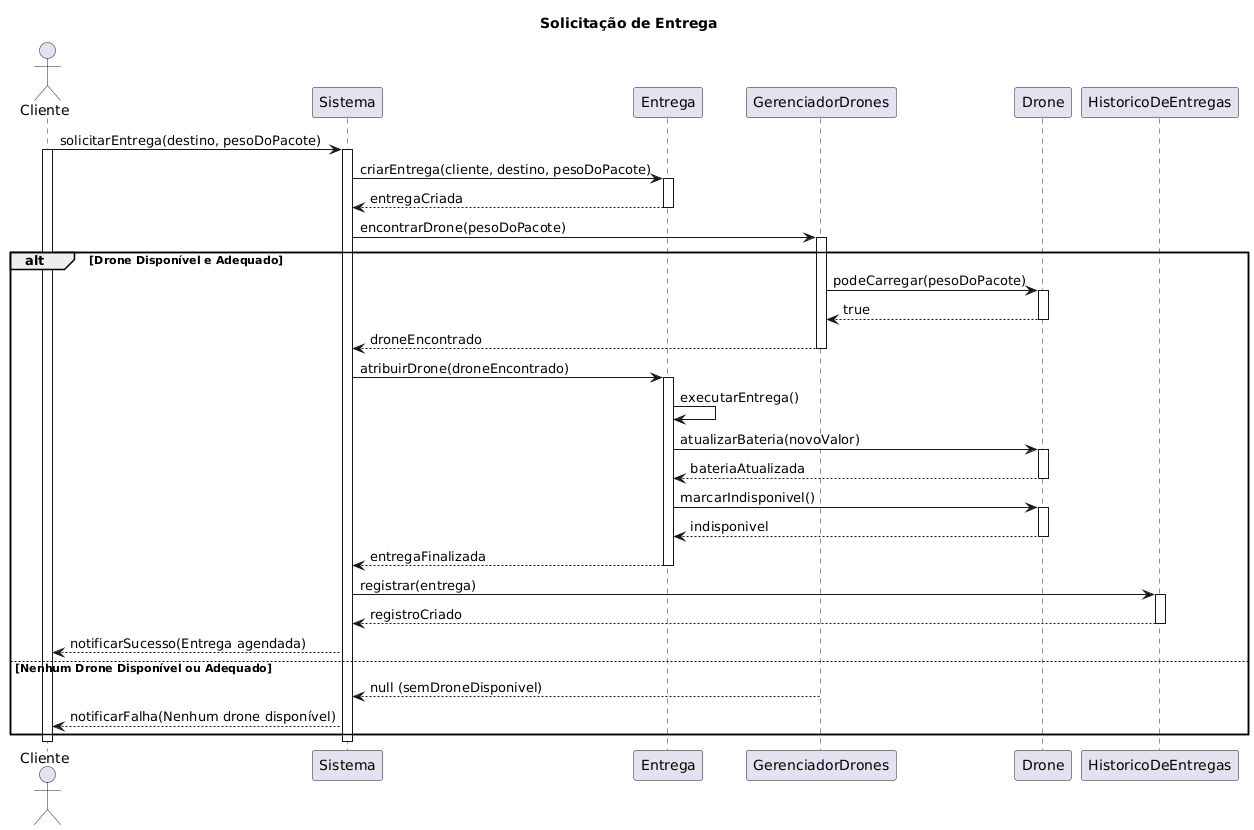 Solicitação de Entrega
Cliente
Sistema
Entrega
GerenciadorDrones
Drone
HistoricoDeEntregas
solicitarEntrega(destino, pesoDoPacote)
criarEntrega(cliente, destino, pesoDoPacote)
entregaCriada
encontrarDrone(pesoDoPacote)
alt
[Drone Disponível e Adequado]
podeCarregar(pesoDoPacote)
true
droneEncontrado
atribuirDrone(droneEncontrado)
executarEntrega()
atualizarBateria(novoValor)
bateriaAtualizada
marcarIndisponivel()
indisponivel
entregaFinalizada
registrar(entrega)
registroCriado
notificarSucesso(Entrega agendada)
[Nenhum Drone Disponível ou Adequado]
null (semDroneDisponivel)
notificarFalha(Nenhum drone disponível)
Cliente
Sistema
Entrega
GerenciadorDrones
Drone
HistoricoDeEntregas